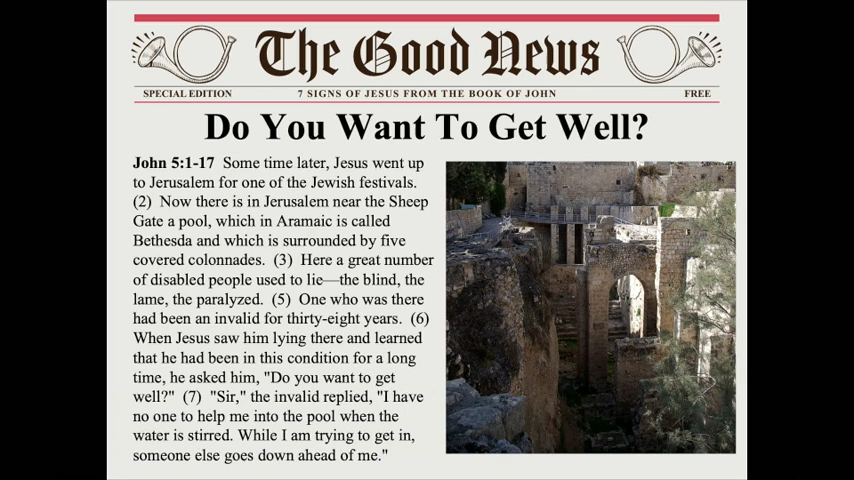 The Good News
SPECIAL EDITION
7 SIGNS OF JESUS FROM THE BOOK OF JOHN
FREE
Do You Want To Get Well?
John 5:1-17 Some time later, Jesus went up
to Jerusalem for one of the Jewish festivals.
(2) Now there is in Jerusalem near the Sheep
Gate a pool, which in Aramaic is called
Bethesda and which is surrounded by five
covered colonnades. (3) Here a great number
of disabled people used to lie—the blind, the
lame, the paralyzed. (5) One who was there
had been an invalid for thirty-eight years. (6)
When Jesus saw him lying there and learned
that he had been in this condition for a long
time, he asked him, "Do you want to get
well?" (7) "Sir," the invalid replied, "I have
no one to help me into the pool when the
water is stirred. While I am trying to get in,
someone else goes down ahead of me."